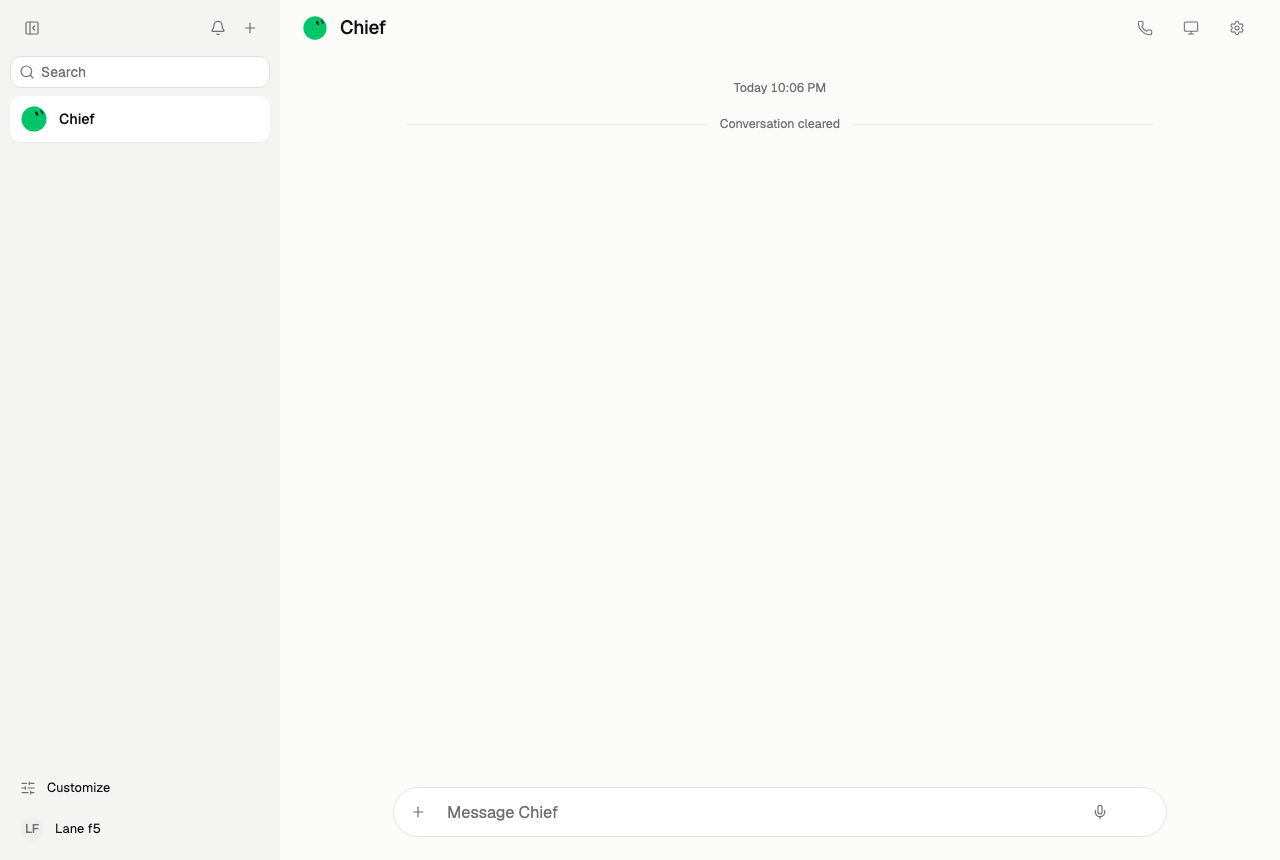 Search
Chief
Customize
LF
Lane f5
Chief
Today 10:06 PM
Conversation cleared
Message Chief